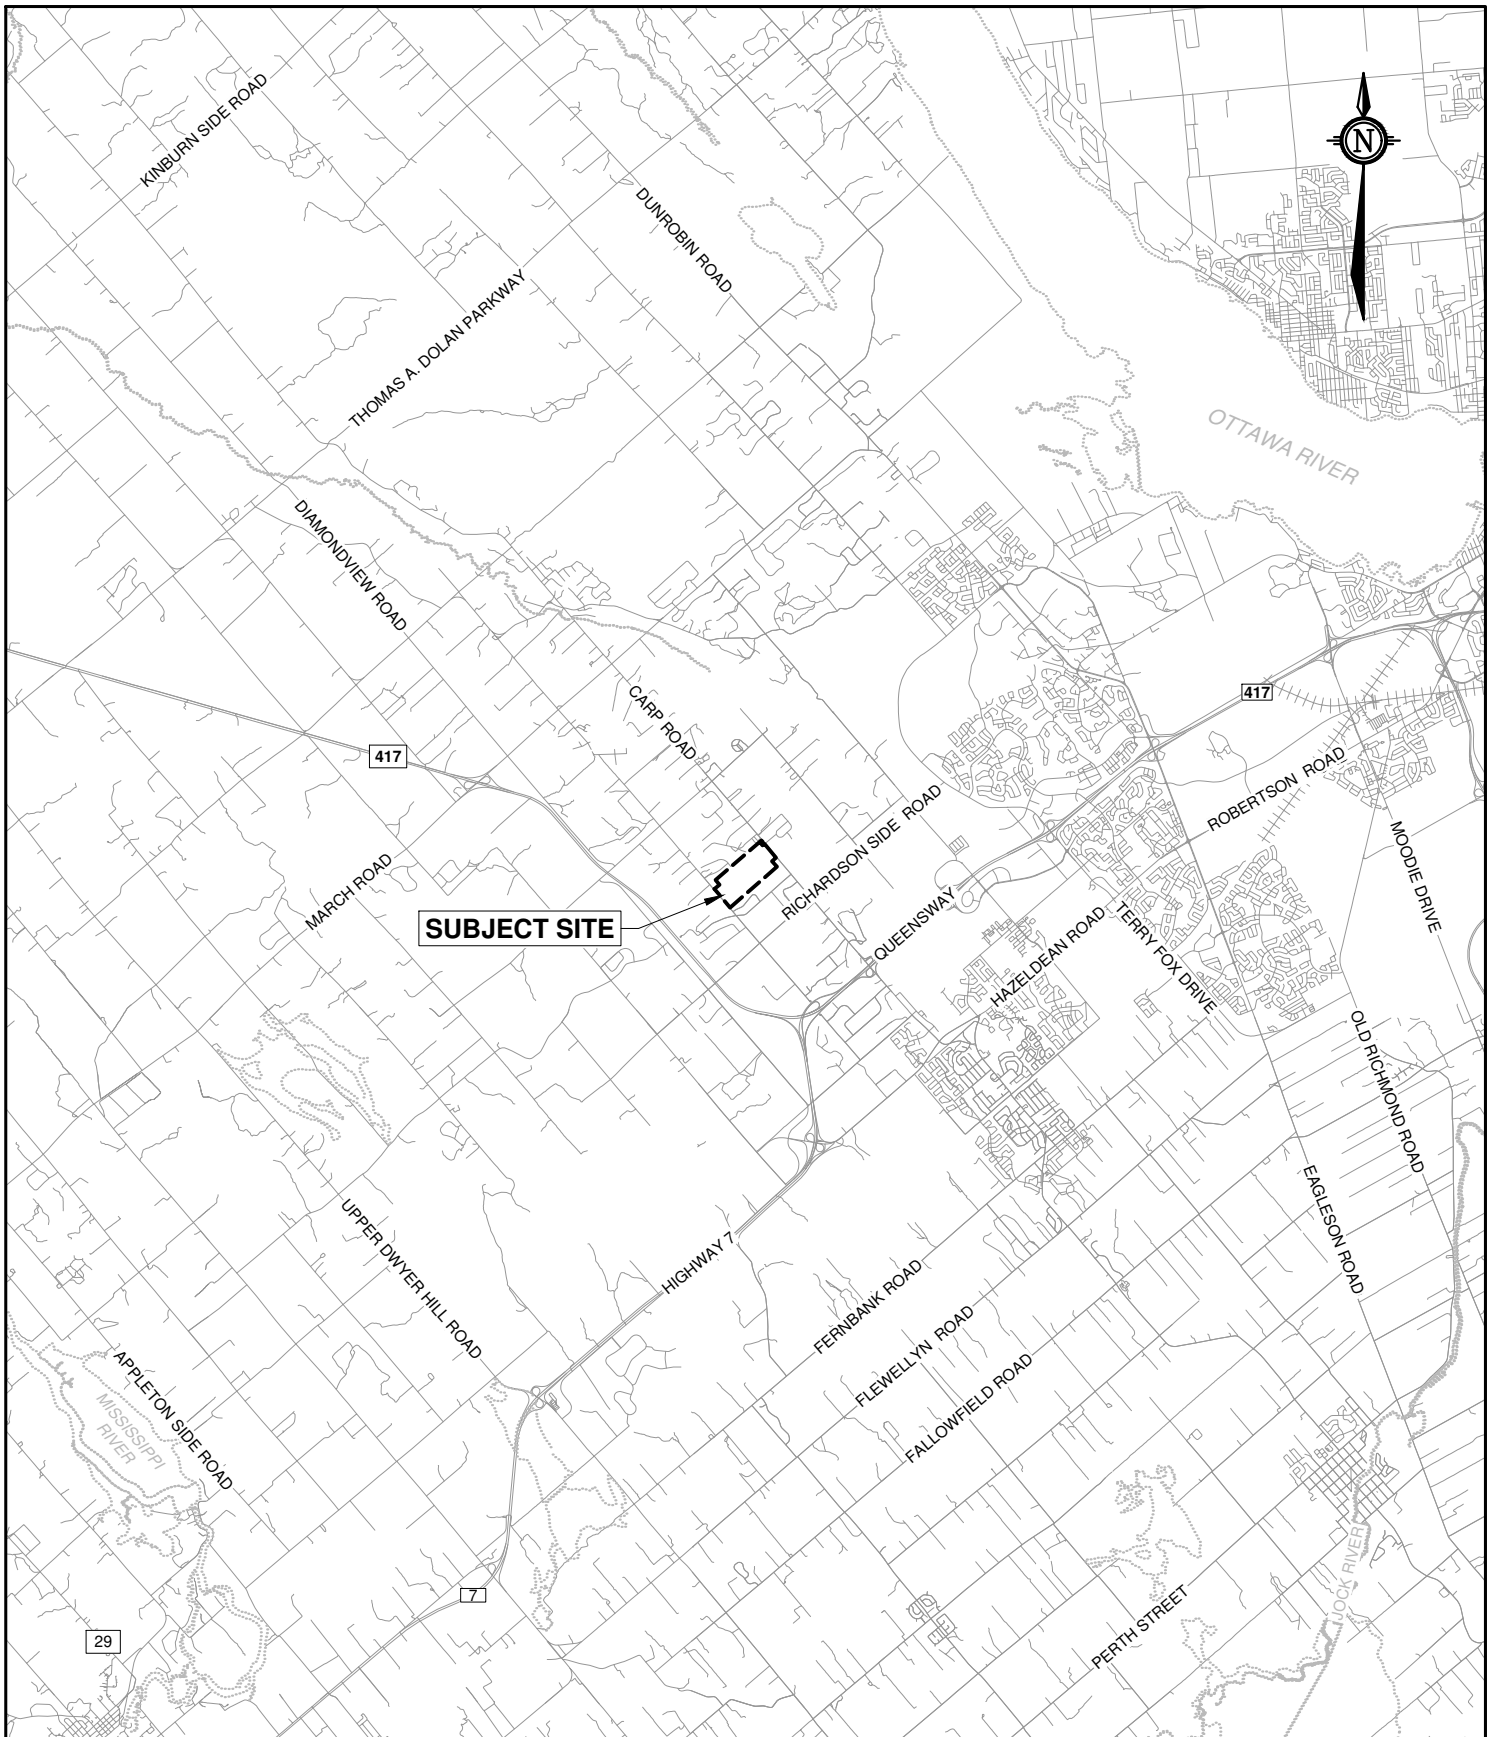 KINBURN SIDE ROAD
N
DUNROBIN ROAD
THOMAS A. DOLAN PARKWAY
OTTAWA RIVER
DIAMONDVIEW ROAD
CARP ROAD
417
417
ROBERTSON ROAD
RICHARDSON SIDE ROAD
MOODIE DRIVE
MARCH ROAD
SUBJECT SITE
QUEENSWAY
HAZELDEAN ROAD
TERRY FOX DRIVE
OLD RICHMOND ROAD
EAGLESON ROAD
UPPER DWYER HILL ROAD
HIGHWAY 7
FERNBANK ROAD
FLEWELLYN ROAD
FALLOWFIELD ROAD
APPLETON SIDE ROAD
MISSISSIPPI
RIVER
JOCK RIVER
7
PERTH STREET
29